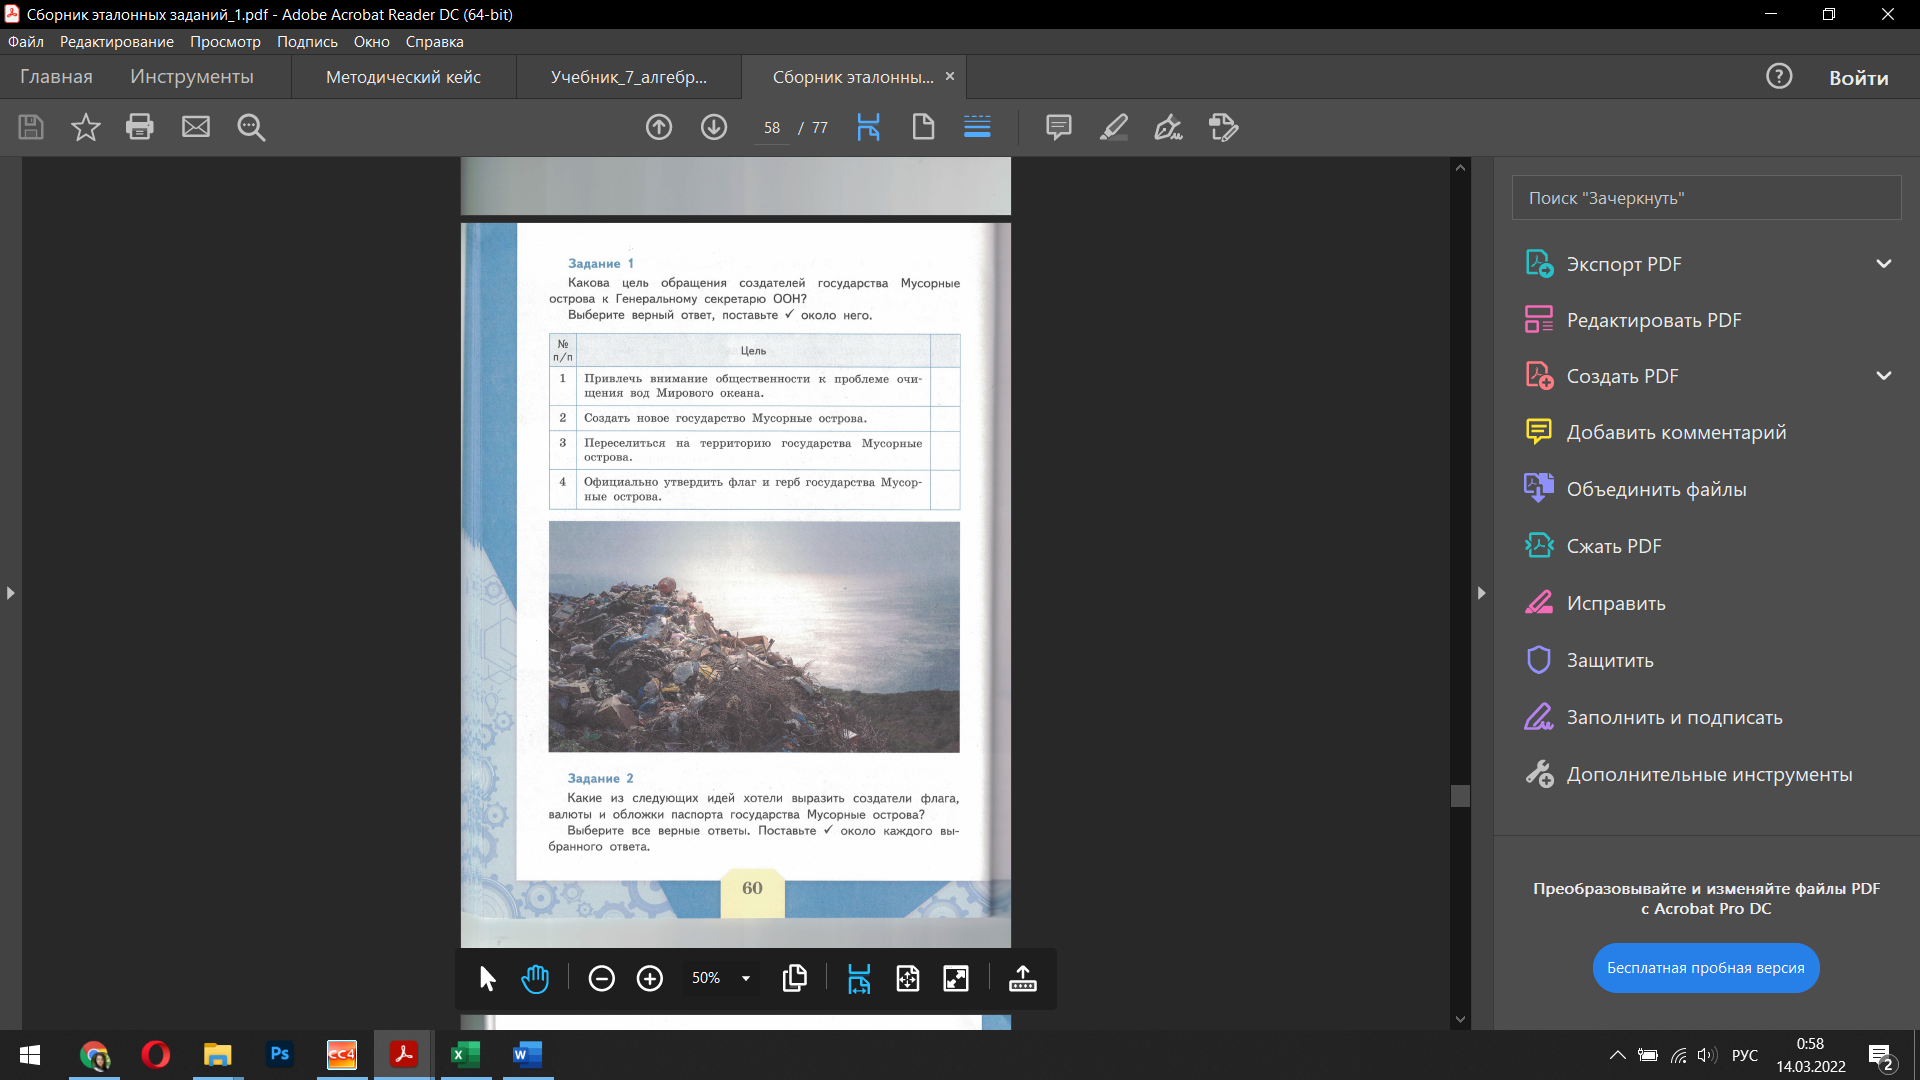 Сборник эталонных заданий_1.pdf - Adobe Acrobat Reader DC (64-bit)
Файл Редактирование Просмотр Подпись Окно Справка
Главная Инструменты Методический кейс Учебник_7_алгебр... Сборник эталонны... Войти
58 / 77
Задание 1
Какова цель обращения создателей государства Мусорные
острова к Генеральному секретарю ООН?
Выберите верный ответ, поставьте ✓ около него.
№ п/п Цель
1 Привлечь внимание общественности к проблеме очи-
щения вод Мирового океана.
2 Создать новое государство Мусорные острова.
3 Переселиться на территорию государства Мусорные
острова.
4 Официально утвердить флаг и герб государства Мусор-
ные острова.
Задание 2
Какие из следующих идей хотели выразить создатели флага,
валюты и обложки паспорта государства Мусорные острова?
Выберите все верные ответы. Поставьте ✓ около каждого вы-
бранного ответа.
60
50%
Поиск "Зачеркнуть"
Экспорт PDF
Редактировать PDF
Создать PDF
Добавить комментарий
Объединить файлы
Сжать PDF
Исправить
Защитить
Заполнить и подписать
Дополнительные инструменты
Преобразовывайте и изменяйте файлы PDF
с Acrobat Pro DC
Бесплатная пробная версия
Ps
CC4
РУС
0:58
14.03.2022
2